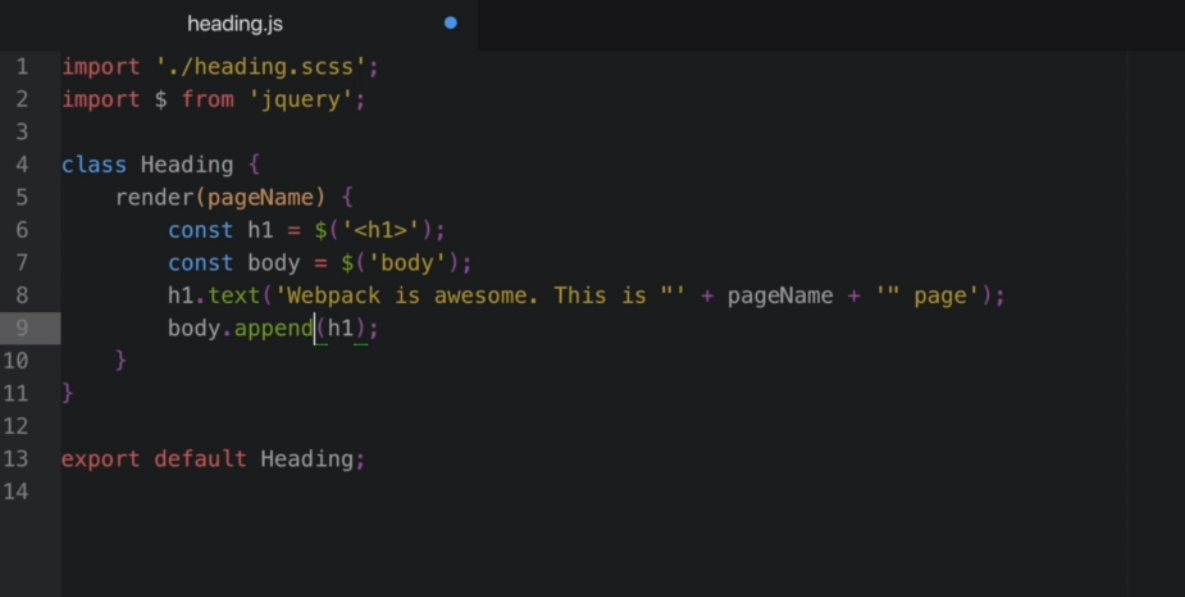 heading.js
1 import './heading.scss';
2 import $ from 'jquery';
3
4 class Heading {
5     render(pageName) {
6         const h1 = $('<h1>');
7         const body = $('body');
8         h1.text('Webpack is awesome. This is "' + pageName + '" page');
9         body.append(h1);
10     }
11 }
12
13 export default Heading;
14